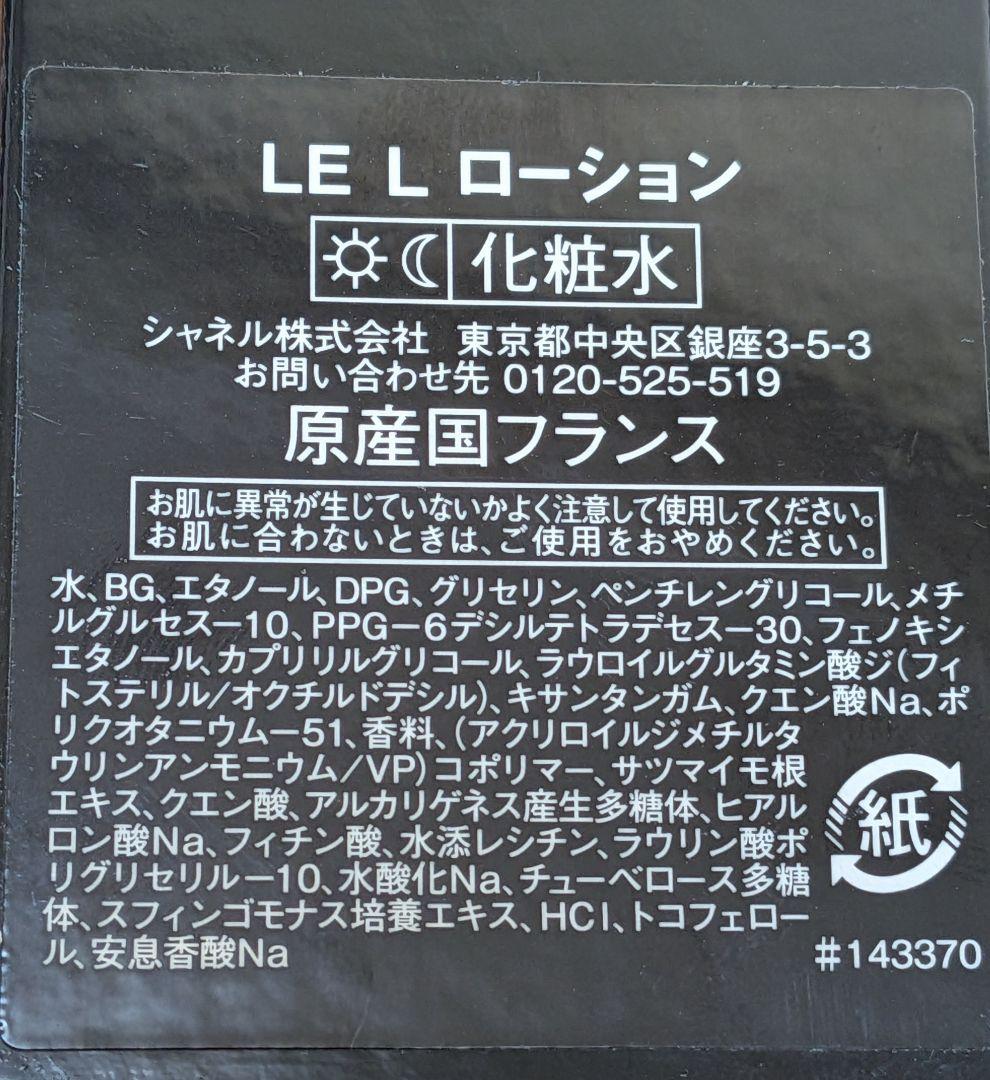 LE L ローション
化粧水
シャネル株式会社 東京都中央区銀座3-5-3
お問い合わせ先 0120-525-519
原産国フランス
お肌に異常が生じていないかよく注意して使用してください。
お肌に合わないときは、ご使用をおやめください。
水、BG、エタノール、DPG、グリセリン、ペンチレングリコール、メチ
ルグルセス－10、PPG－6デシルテトラデセス－30、フェノキシ
エタノール、カプリリルグリコール、ラウロイルグルタミン酸ジ（フィ
トステリル/オクチルドデシル）、キサンタンガム、クエン酸Na、ポ
リクオタニウム－51、香料、（アクリロイルジメチルタ
ウリンアンモニウム/VP）コポリマー、サツマイモ根
エキス、クエン酸、アルカリゲネス産生多糖体、ヒアル
ロン酸Na、フィチン酸、水添レシチン、ラウリン酸ポ
リグリセリル－10、水酸化Na、チューベロース多糖
体、スフィンゴモナス培養エキス、HCl、トコフェロー
ル、安息香酸Na
紙
＃143370